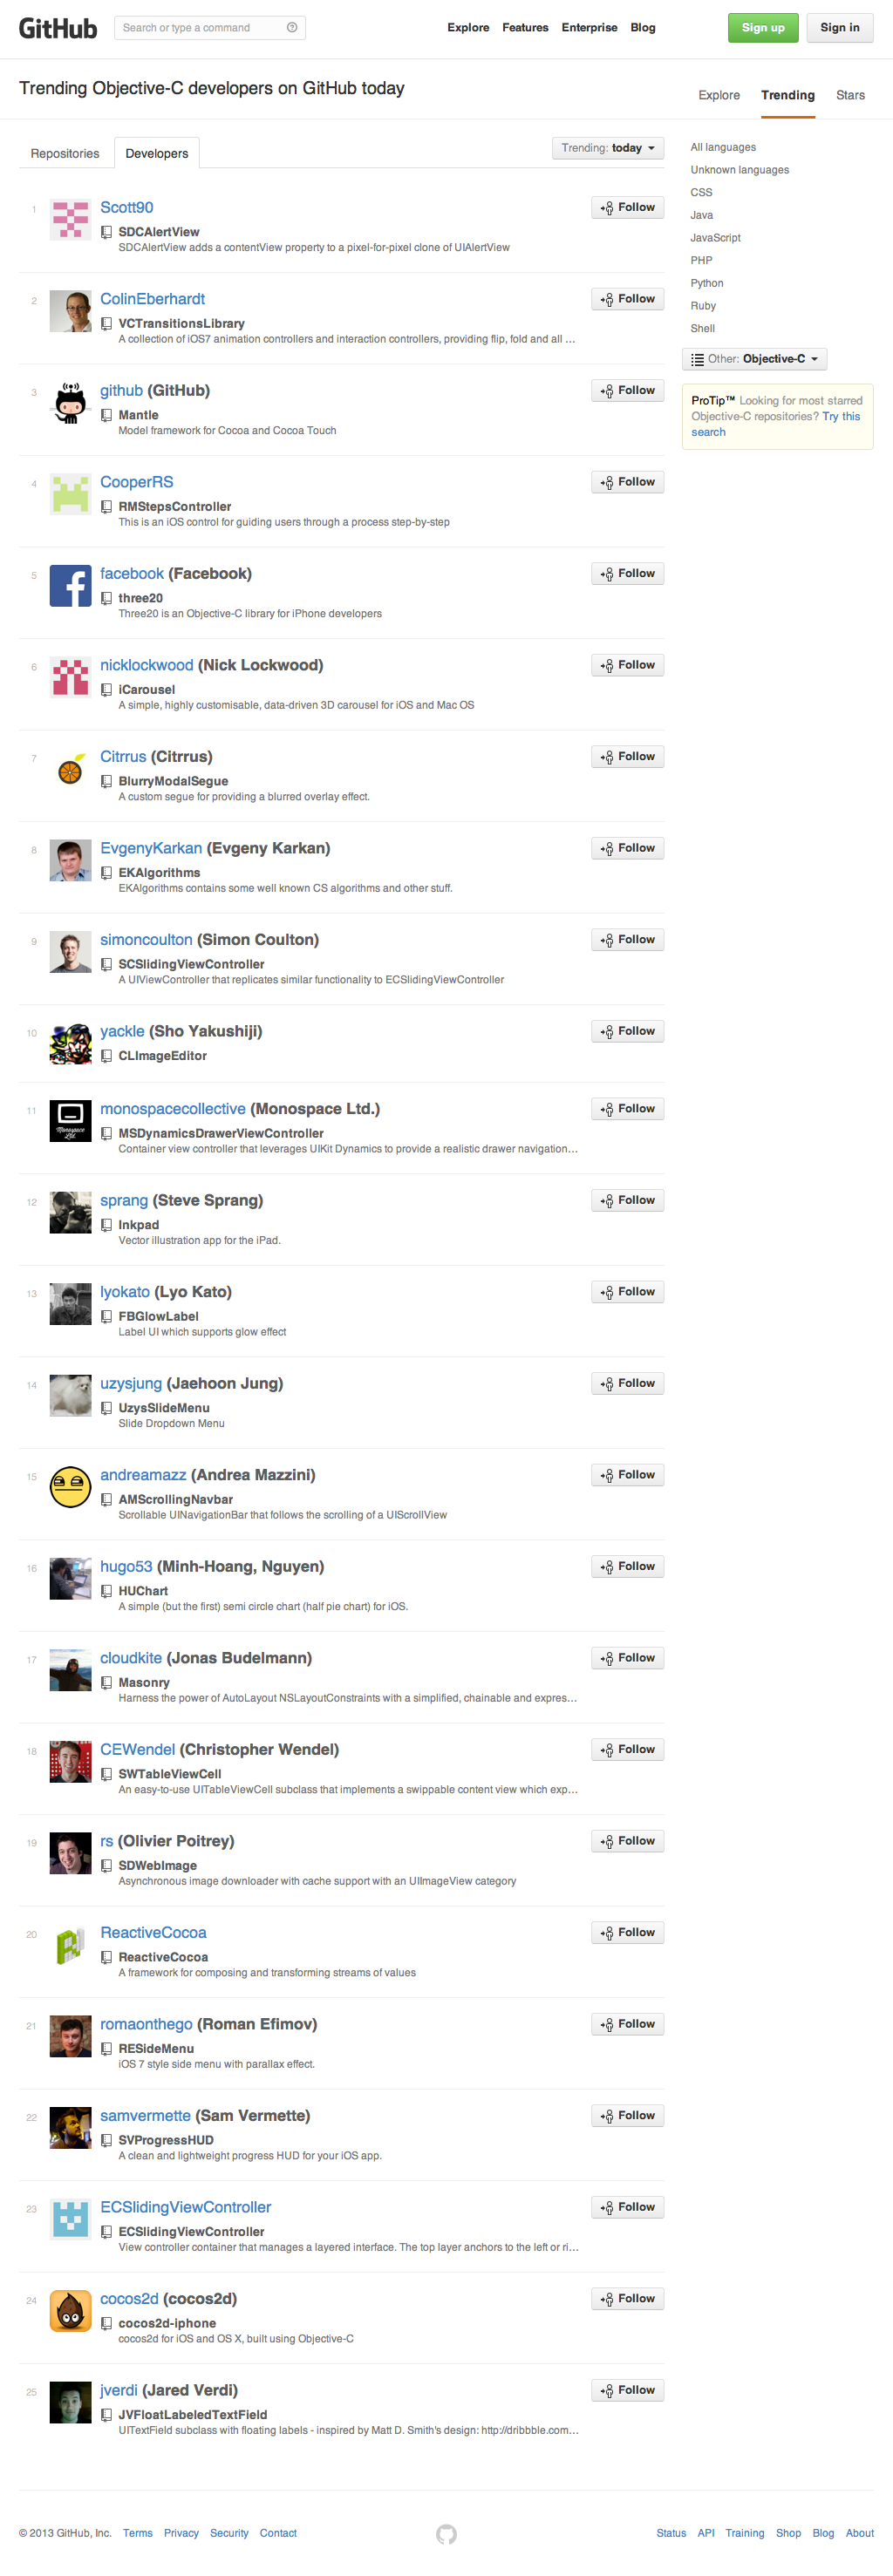 GitHub
Search or type a command
Explore Features Enterprise Blog
Sign up Sign in
Trending Objective-C developers on GitHub today
Explore Trending Stars
Repositories Developers
Trending: today
1
Scott90
Follow
SDCAlertView
SDCAlertView adds a contentView property to a pixel-for-pixel clone of UIAlertView
2
ColinEberhardt
Follow
VCTransitionsLibrary
A collection of iOS7 animation controllers and interaction controllers, providing flip, fold and all …
3
github (GitHub)
Follow
Mantle
Model framework for Cocoa and Cocoa Touch
4
CooperRS
Follow
RMStepsController
This is an iOS control for guiding users through a process step-by-step
5
facebook (Facebook)
Follow
three20
Three20 is an Objective-C library for iPhone developers
6
nicklockwood (Nick Lockwood)
Follow
iCarousel
A simple, highly customisable, data-driven 3D carousel for iOS and Mac OS
7
Citrrus (Citrrus)
Follow
BlurryModalSegue
A custom segue for providing a blurred overlay effect.
8
EvgenyKarkan (Evgeny Karkan)
Follow
EKAlgorithms
EKAlgorithms contains some well known CS algorithms and other stuff.
9
simoncoulton (Simon Coulton)
Follow
SCSlidingViewController
A UIViewController that replicates similar functionality to ECSlidingViewController
10
yackle (Sho Yakushiji)
Follow
CLImageEditor
11
monospacecollective (Monospace Ltd.)
Follow
MSDynamicsDrawerViewController
Container view controller that leverages UIKit Dynamics to provide a realistic drawer navigation…
12
sprang (Steve Sprang)
Follow
Inkpad
Vector illustration app for the iPad.
13
lyokato (Lyo Kato)
Follow
FBGlowLabel
Label UI which supports glow effect
14
uzysjung (Jaehoon Jung)
Follow
UzysSlideMenu
Slide Dropdown Menu
15
andreamazz (Andrea Mazzini)
Follow
AMScrollingNavbar
Scrollable UINavigationBar that follows the scrolling of a UIScrollView
16
hugo53 (Minh-Hoang, Nguyen)
Follow
HUChart
A simple (but the first) semi circle chart (half pie chart) for iOS.
17
cloudkite (Jonas Budelmann)
Follow
Masonry
Harness the power of AutoLayout NSLayoutConstraints with a simplified, chainable and expres…
18
CEWendel (Christopher Wendel)
Follow
SWTableViewCell
An easy-to-use UITableViewCell subclass that implements a swippable content view which exp…
19
rs (Olivier Poitrey)
Follow
SDWebImage
Asynchronous image downloader with cache support with an UIImageView category
20
ReactiveCocoa
Follow
ReactiveCocoa
A framework for composing and transforming streams of values
21
romaonthego (Roman Efimov)
Follow
RESideMenu
iOS 7 style side menu with parallax effect.
22
samvermette (Sam Vermette)
Follow
SVProgressHUD
A clean and lightweight progress HUD for your iOS app.
23
ECSlidingViewController
Follow
ECSlidingViewController
View controller container that manages a layered interface. The top layer anchors to the left or ri…
24
cocos2d (cocos2d)
Follow
cocos2d-iphone
cocos2d for iOS and OS X, built using Objective-C
25
jverdi (Jared Verdi)
Follow
JVFloatLabeledTextField
UITextField subclass with floating labels - inspired by Matt D. Smith's design: http://dribbble.com…
All languages
Unknown languages
CSS
Java
JavaScript
PHP
Python
Ruby
Shell
Other: Objective-C
ProTip™ Looking for most starred
Objective-C repositories? Try this
search
© 2013 GitHub, Inc. Terms Privacy Security Contact
Status API Training Shop Blog About